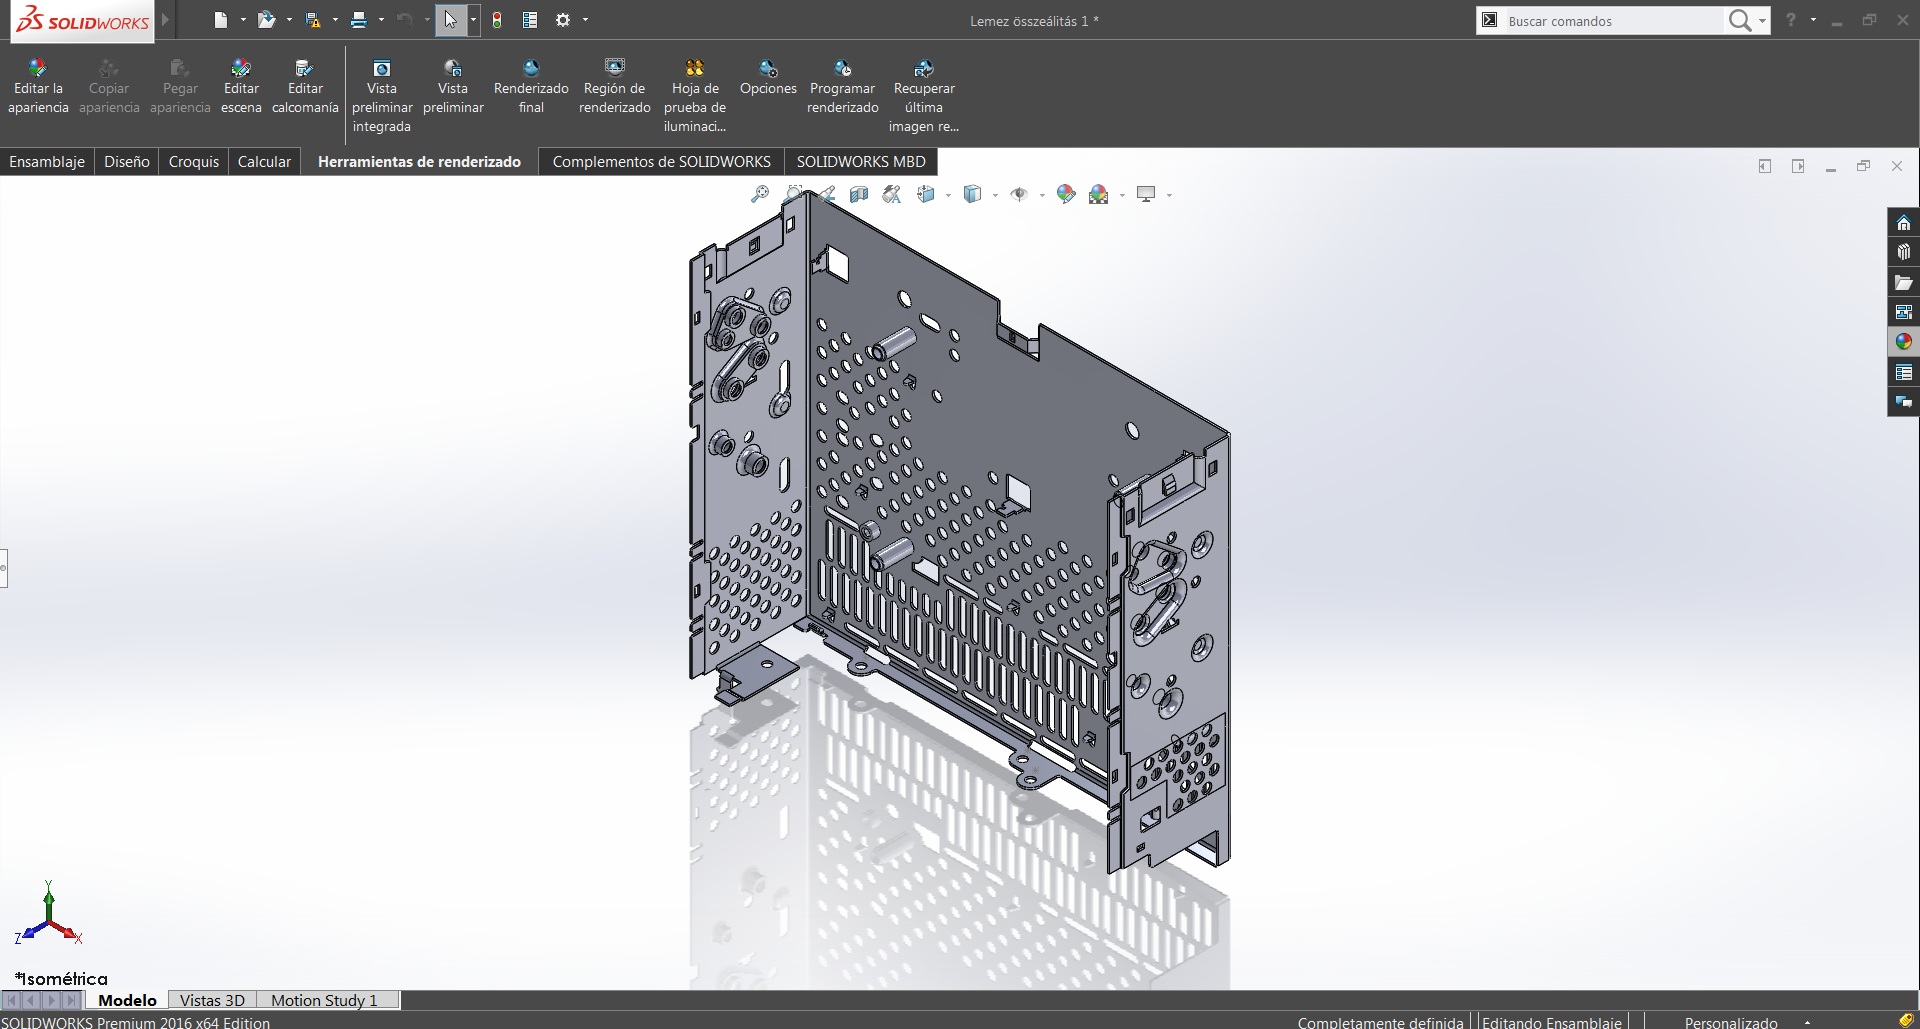 SOLIDWORKS
Lemez összeálitás 1 *
Buscar comandos
?
Editar la apariencia
Copiar apariencia
Pegar apariencia
Editar escena
Editar calcomanía
Vista preliminar integrada
Vista preliminar
Renderizado final
Región de renderizado
Hoja de prueba de iluminaci...
Opciones
Programar renderizado
Recuperar última imagen re...
Ensamblaje
Diseño
Croquis
Calcular
Herramientas de renderizado
Complementos de SOLIDWORKS
SOLIDWORKS MBD
Y
Z
X
*Isométrica
Modelo
Vistas 3D
Motion Study 1
SOLIDWORKS Premium 2016 x64 Edition
Completamente definida
Editando Ensamblaje
Personalizado